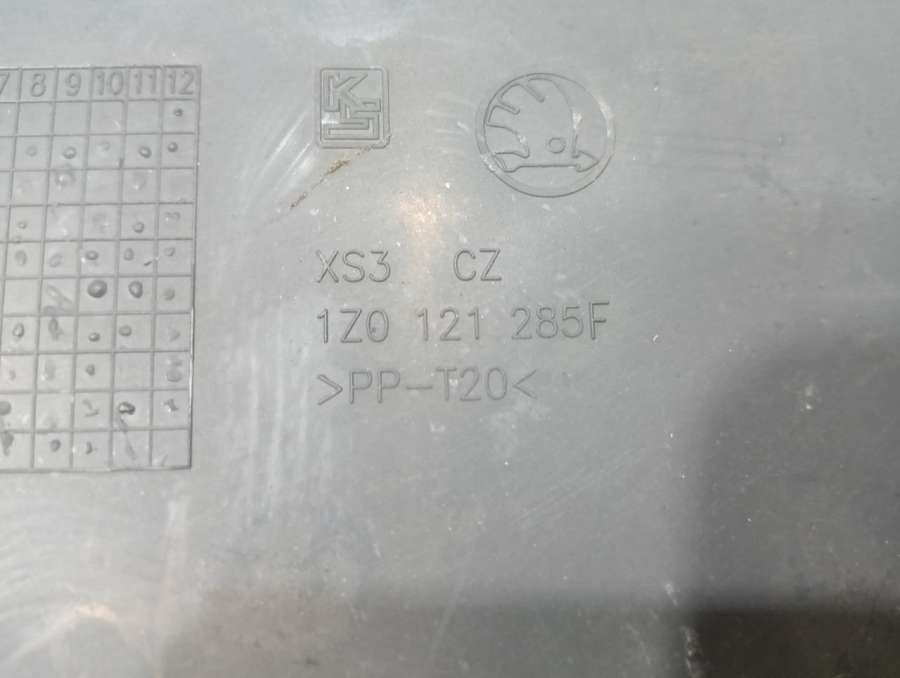 7 8 9 10 11 12
XS3 CZ
1Z0 121 285F
>PP-T20<